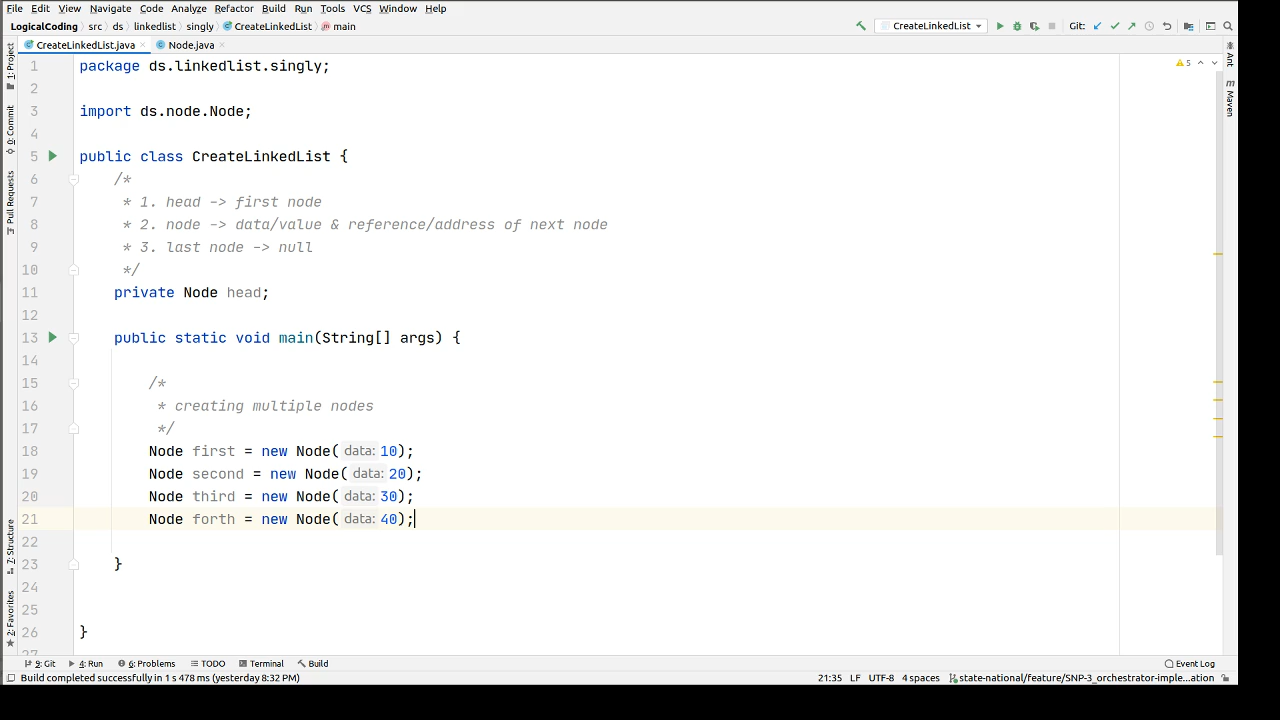 File Edit View Navigate Code Analyze Refactor Build Run Tools VCS Window Help
LogicalCoding src ds linkedlist singly CreateLinkedList main CreateLinkedList Git:
CreateLinkedList.java Node.java
1 package ds.linkedlist.singly;
2
3 import ds.node.Node;
4
5 public class CreateLinkedList {
6 /*
7 * 1. head -> first node
8 * 2. node -> data/value & reference/address of next node
9 * 3. last node -> null
10 */
11 private Node head;
12
13 public static void main(String[] args) {
14
15 /*
16 * creating multiple nodes
17 */
18 Node first = new Node( data: 10);
19 Node second = new Node( data: 20);
20 Node third = new Node( data: 30);
21 Node forth = new Node( data: 40);
22
23 }
24
25
26 }
27
5
1: Project
0: Commit
Pull Requests
7: Structure
2: Favorites
Ant
m Maven
9: Git 4: Run 6: Problems TODO Terminal Build Event Log
Build completed successfully in 1 s 478 ms (yesterday 8:32 PM) 21:35 LF UTF-8 4 spaces state-national/feature/SNP-3_orchestrator-imple...ation